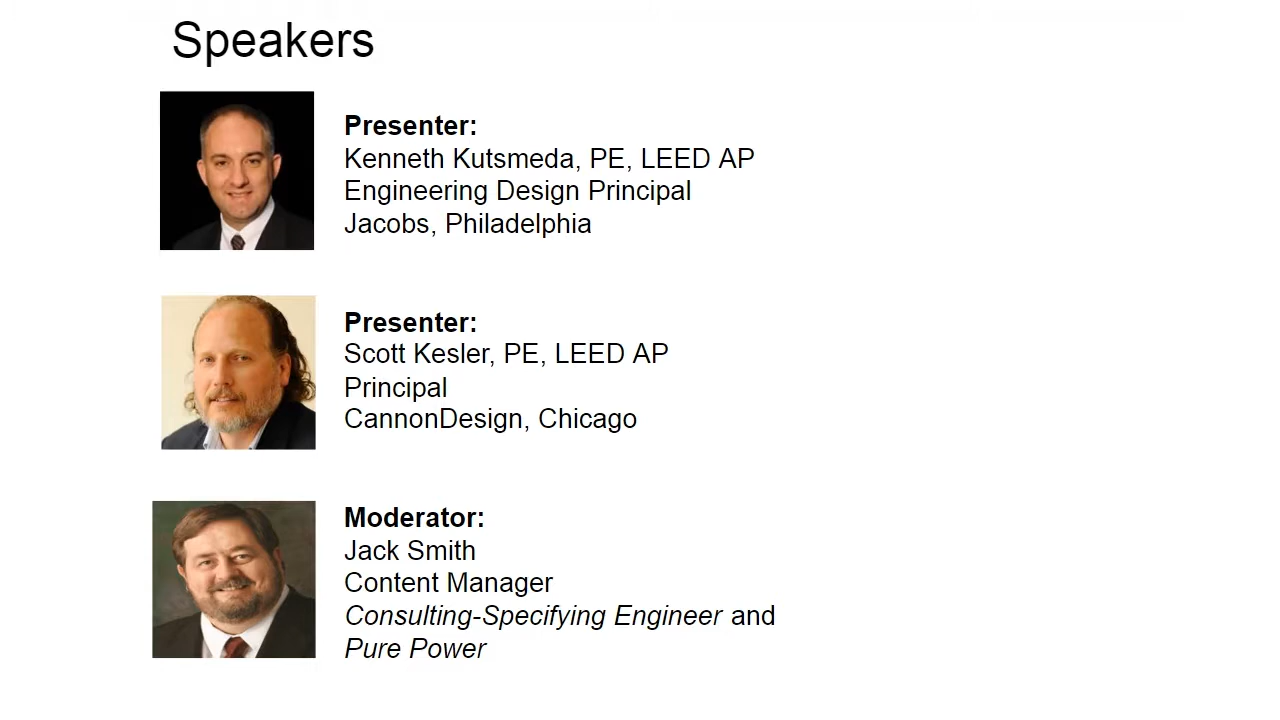 Speakers
Presenter:
Kenneth Kutsmeda, PE, LEED AP
Engineering Design Principal
Jacobs, Philadelphia
Presenter:
Scott Kesler, PE, LEED AP
Principal
CannonDesign, Chicago
Moderator:
Jack Smith
Content Manager
Consulting-Specifying Engineer and
Pure Power